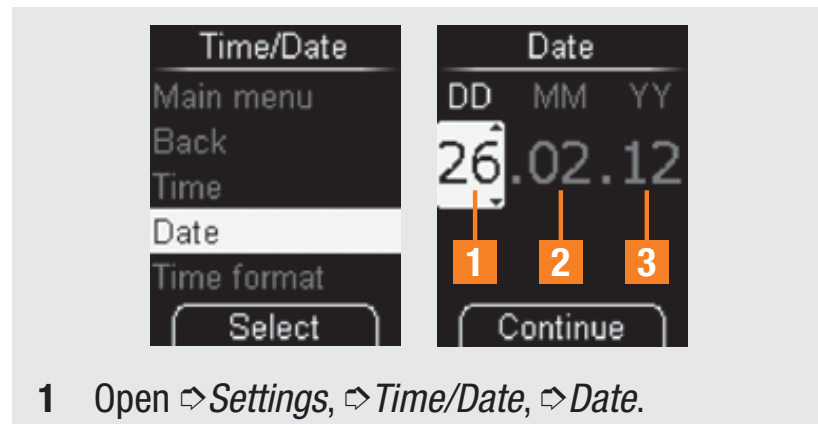 Time/Date
Main menu
Back
Time
Date
Time format
Select
Date
DD MM YY
26.02.12
1 2 3
Continue
1 Open ➯Settings, ➯Time/Date, ➯Date.